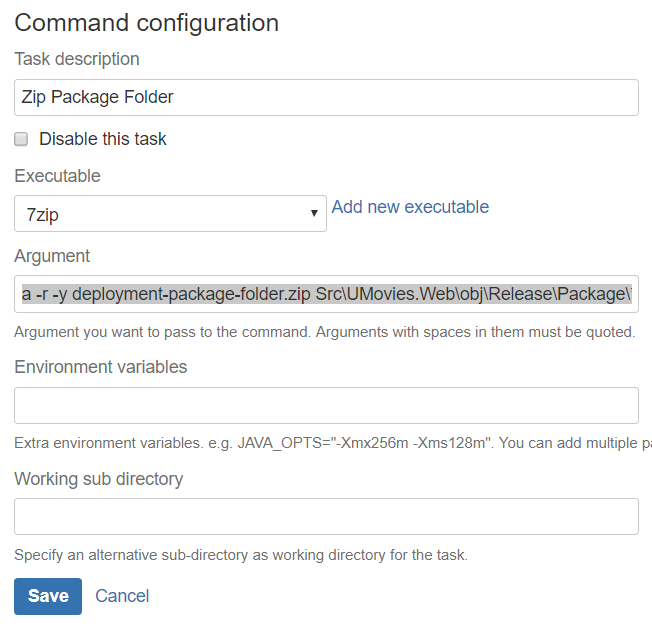 Command configuration
Task description
Zip Package Folder
Disable this task
Executable
7zip
Add new executable
Argument
a -r -y deployment-package-folder.zip Src\UMovies.Web\obj\Release\Package\
Argument you want to pass to the command. Arguments with spaces in them must be quoted.
Environment variables
Extra environment variables. e.g. JAVA_OPTS="-Xmx256m -Xms128m". You can add multiple
Working sub directory
Specify an alternative sub-directory as working directory for the task.
Save
Cancel